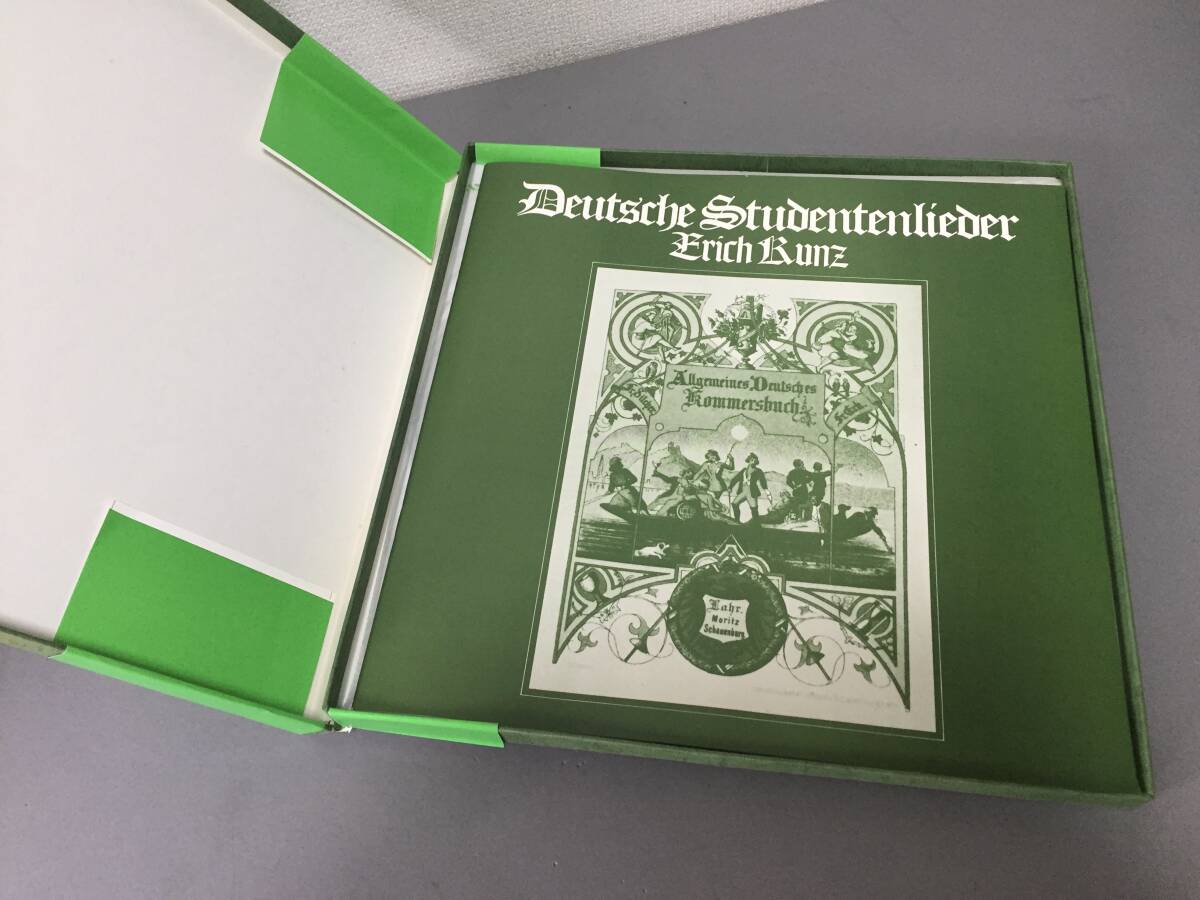 Deutsche Studentenlieder
Erich Kunz
Allgemeines Deutsches
Kommersbuch
Lahr.
Moritz
Schauenburg